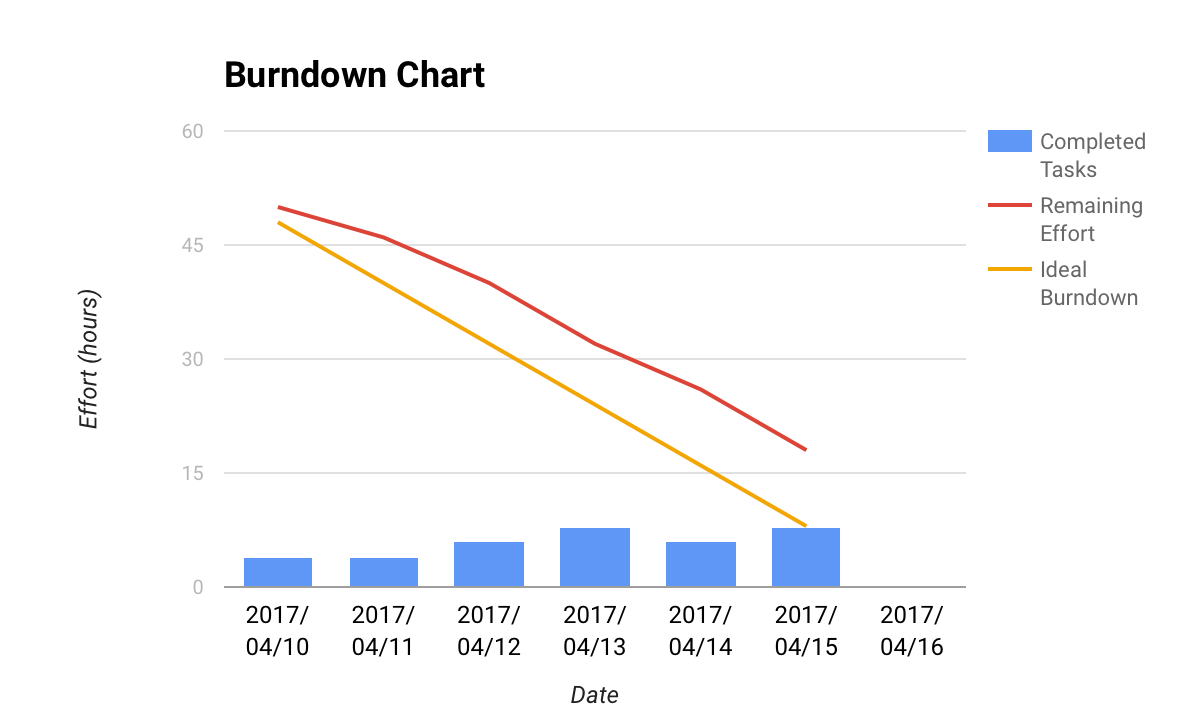 Burndown Chart
60
45
30
15
0
Effort (hours)
Completed
Tasks
Remaining
Effort
Ideal
Burndown
2017/
04/10
2017/
04/11
2017/
04/12
2017/
04/13
2017/
04/14
2017/
04/15
2017/
04/16
Date